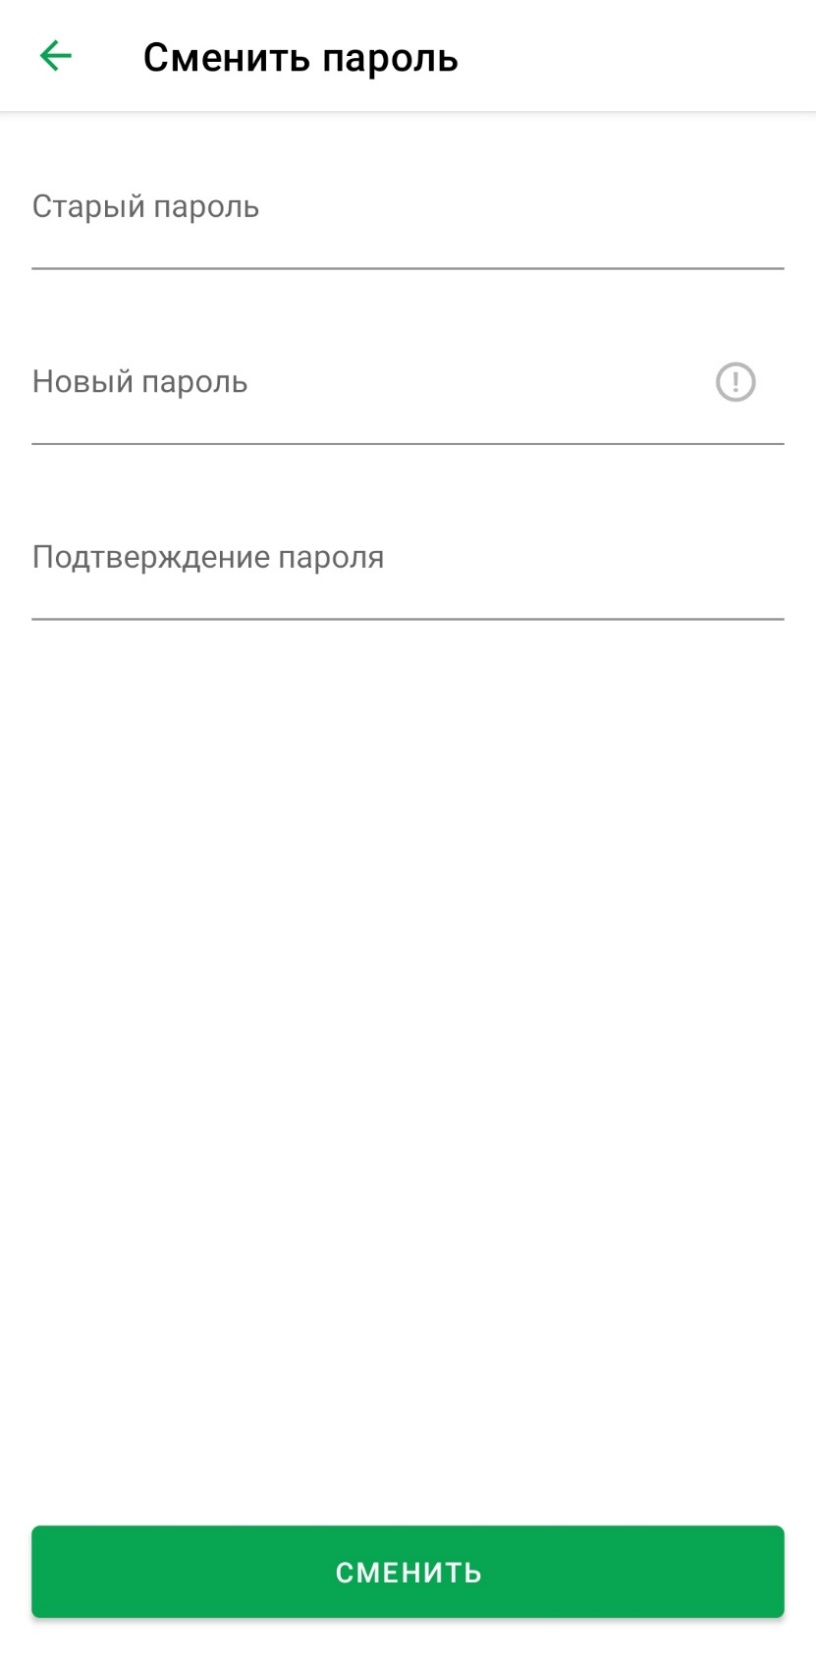 Сменить пароль
Старый пароль
Новый пароль
Подтверждение пароля
СМЕНИТЬ